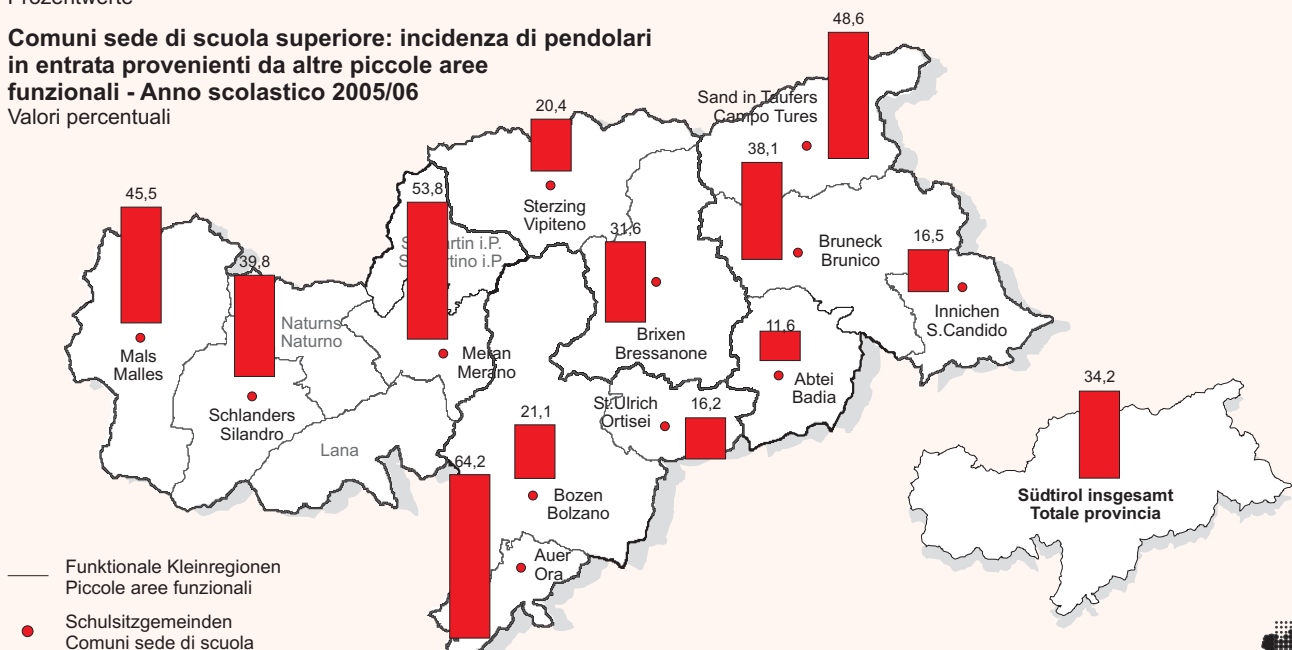 Prozentwerte
Comuni sede di scuola superiore: incidenza di pendolari
in entrata provenienti da altre piccole aree
funzionali - Anno scolastico 2005/06
Valori percentuali
48,6
Sand in Taufers
Campo Tures
20,4
38,1
45,5
53,8
Sterzing
Vipiteno
31,6
Bruneck
Brunico
16,5
39,8
Naturns
Naturno
Innichen
S.Candido
11,6
Brixen
Bressanone
Mals
Malles
Meran
Merano
Abtei
Badia
34,2
Schlanders
Silandro
21,1
St.Ulrich
Ortisei
16,2
Lana
64,2
Bozen
Bolzano
Südtirol insgesamt
Totale provincia
Auer
Ora
Funktionale Kleinregionen
Piccole aree funzionali
Schulsitzgemeinden
Comuni sede di scuola